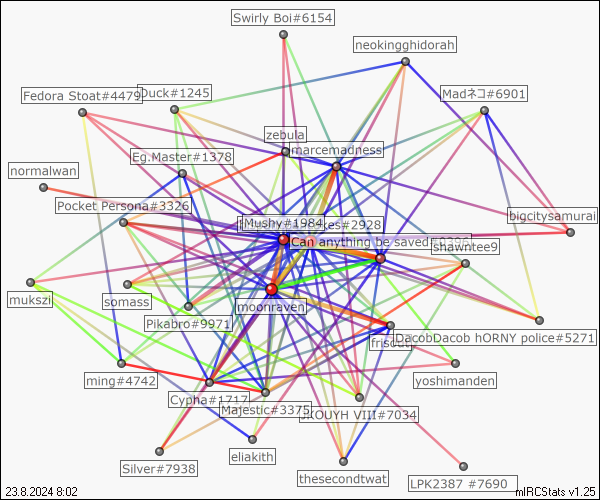 Swirly Boi#6154
neokingghidorah
Fedora Stoat#4479
Duck#1245
Madネコ#6901
zebula
marcemadness
Eg.Master#1378
normalwan
Pocket Persona#3326
bigcitysamurai
Mushy#1984
kes#2928
Can anything be saved
shawntee9
mukszi
somass
moonraven
Pikabro#9971
friscut
DacobDacob hORNY police#5271
ming#4742
yoshimanden
Cypha#1717
Majestic#3375
JKOUYH VIII#7034
Silver#7938
eliakith
thesecondtwat
LPK2387 #7690
23.8.2024 8:02
mIRCStats v1.25